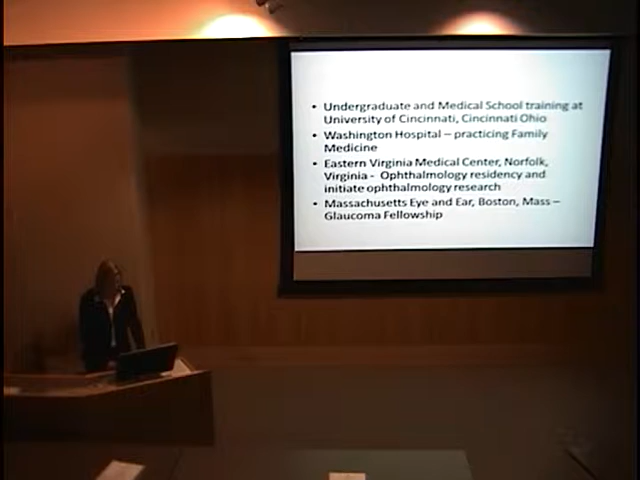 • Undergraduate and Medical School training at
University of Cincinnati, Cincinnati Ohio
• Washington Hospital – practicing Family
Medicine
• Eastern Virginia Medical Center, Norfolk,
Virginia - Ophthalmology residency and
initiate ophthalmology research
• Massachusetts Eye and Ear, Boston, Mass –
Glaucoma Fellowship